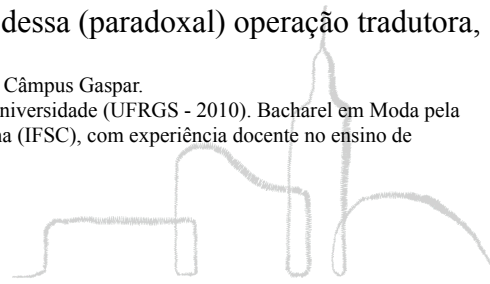 dessa (paradoxal) operação tradutora,
Câmpus Gaspar.
niversidade (UFRGS - 2010). Bacharel em Moda pela
na (IFSC), com experiência docente no ensino de